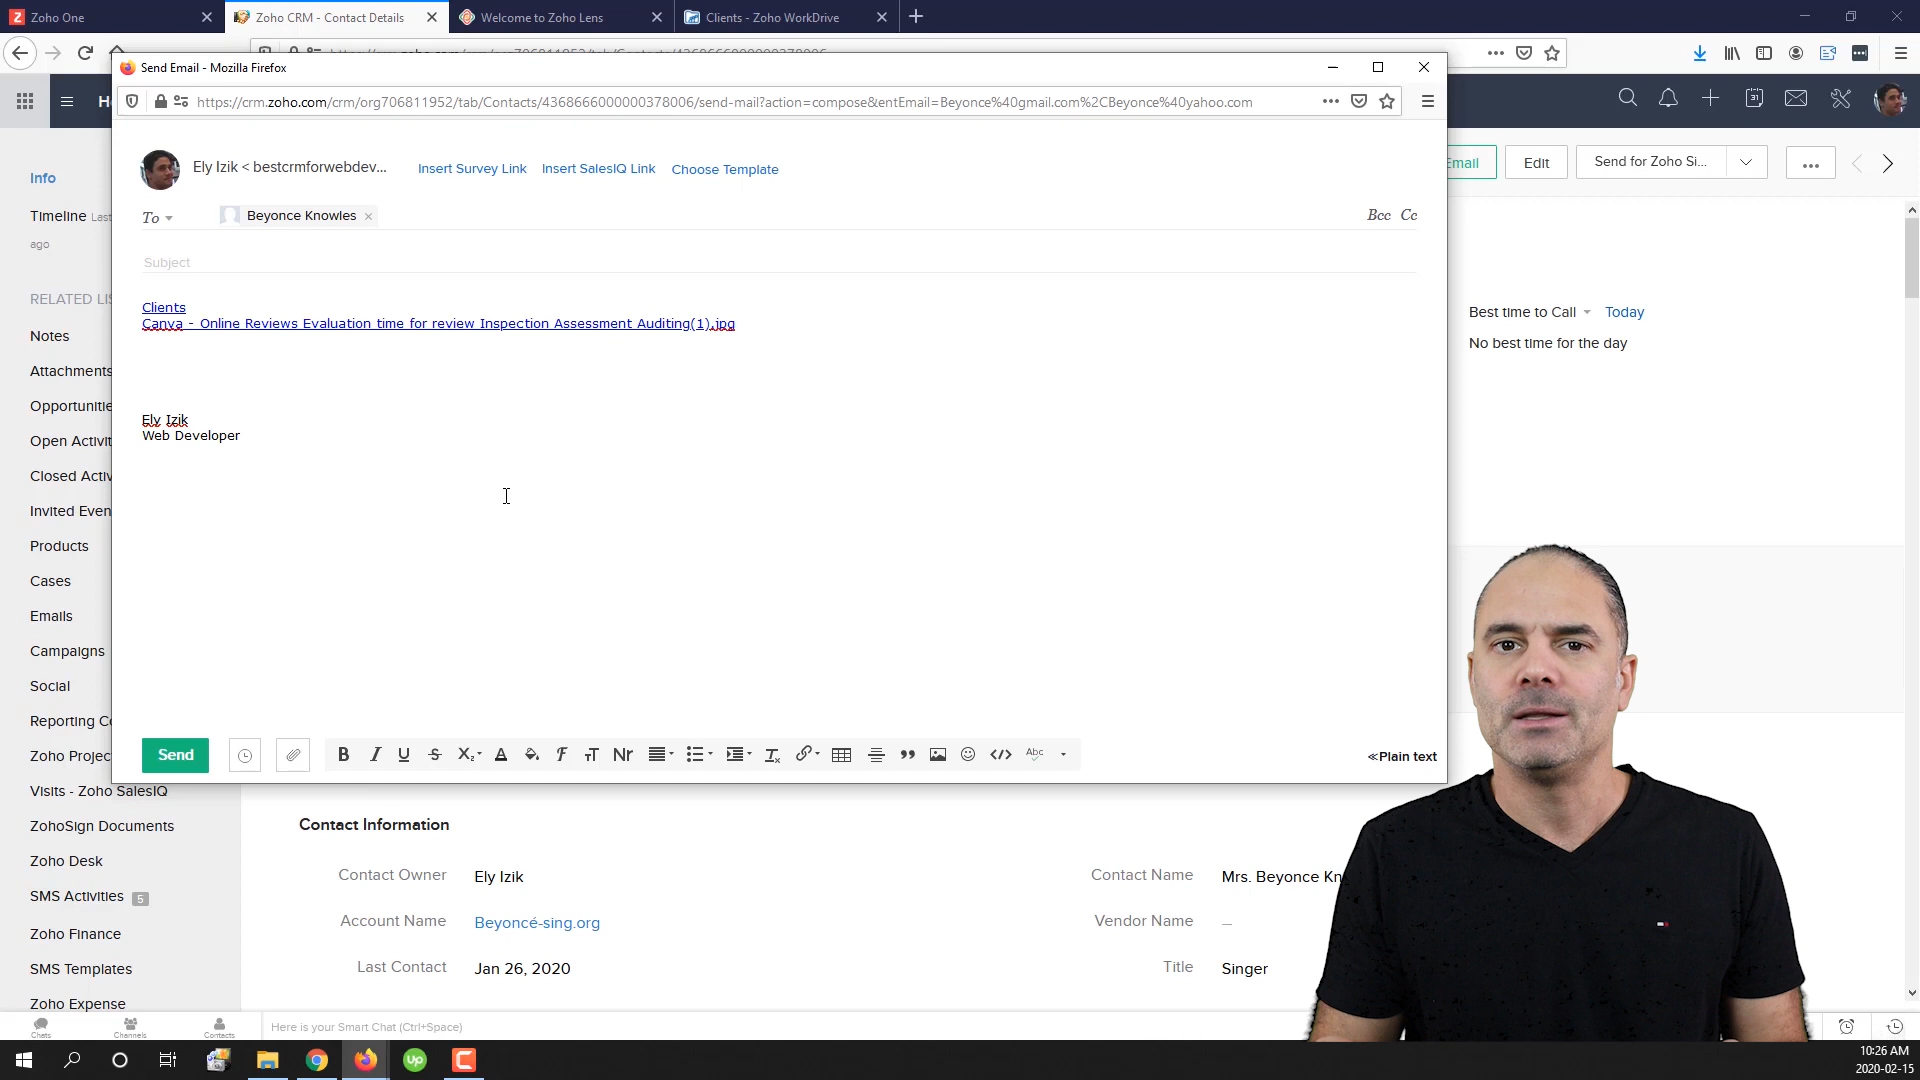 Zoho One
Zoho CRM - Contact Details
Welcome to Zoho Lens
Clients - Zoho WorkDrive
Send Email - Mozilla Firefox
https://crm.zoho.com/crm/org706811952/tab/Contacts/4368666000000378006/send-mail?action=compose&entEmail=Beyonce%40gmail.com%2CBeyonce%40yahoo.com
31
Ely Izik < bestcrmforwebdev...
Insert Survey Link
Insert SalesIQ Link
Choose Template
Email
Edit
Send for Zoho Si...
To
Beyonce Knowles
Bcc
Cc
Subject
Clients
Canva - Online Reviews Evaluation time for review Inspection Assessment Auditing(1).jpg
Ely Izik
Web Developer
Send
B
I
U
Nr
Abc
≪Plain text
Info
Timeline Last
ago
RELATED LIS
Notes
Attachments
Opportunitie
Open Activit
Closed Activ
Invited Even
Products
Cases
Emails
Campaigns
Social
Reporting Co
Zoho Project
Visits - Zoho SalesIQ
ZohoSign Documents
Zoho Desk
SMS Activities 5
Zoho Finance
SMS Templates
Zoho Expense
Best time to Call
Today
No best time for the day
Contact Information
Contact Owner
Ely Izik
Contact Name
Mrs. Beyonce Kn
Account Name
Beyoncé-sing.org
Vendor Name
—
Last Contact
Jan 26, 2020
Title
Singer
Chats
Channels
Contacts
Here is your Smart Chat (Ctrl+Space)
Up
10:26 AM
2020-02-15